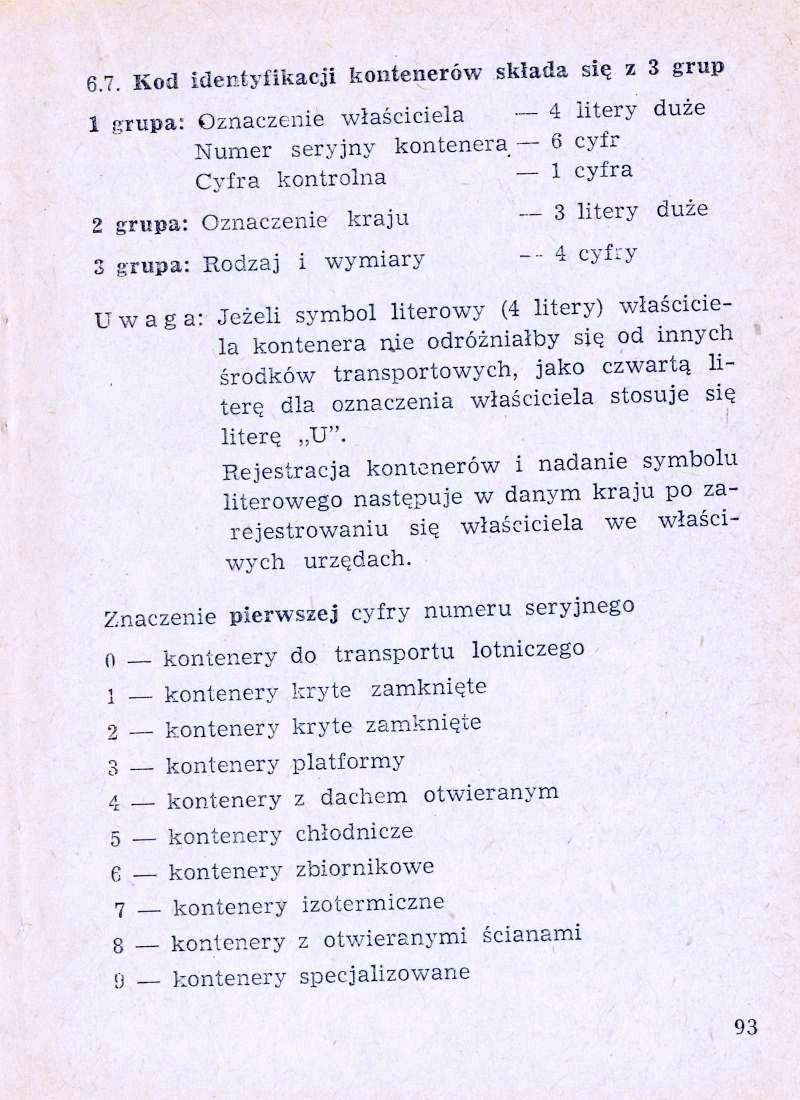 6.7. Kod identyfikacji kontenerów składa się z 3 grup
1 grupa: Oznaczenie właściciela — 4 litery duże
Numer seryjny kontenera — 6 cyfr
Cyfra kontrolna — 1 cyfra
2 grupa: Oznaczenie kraju — 3 litery duże
3 grupa: Rodzaj i wymiary — 4 cyfry
Uwaga: Jeżeli symbol literowy (4 litery) właścicie-
la kontenera nie odróżniałby się od innych
środków transportowych, jako czwartą li-
terę dla oznaczenia właściciela stosuje się
literę „U”.
Rejestracja kontenerów i nadanie symbolu
literowego następuje w danym kraju po za-
rejestrowaniu się właściciela we właści-
wych urzędach.
Znaczenie pierwszej cyfry numeru seryjnego
0 — kontenery do transportu lotniczego
1 — kontenery kryte zamknięte
2 — kontenery kryte zamknięte
3 — kontenery platformy
4 — kontenery z dachem otwieranym
5 — kontenery chłodnicze
6 — kontenery zbiornikowe
7 — kontenery izotermiczne
8 — kontenery z otwieranymi ścianami
9 — kontenery specjalizowane
93